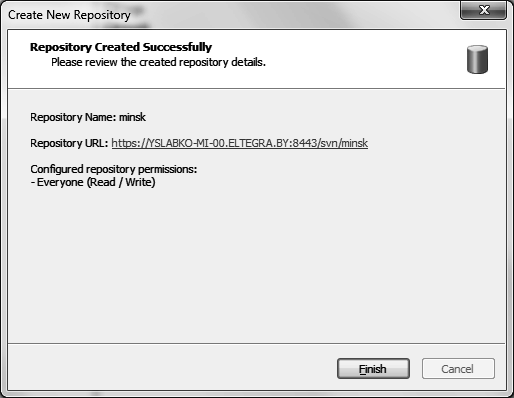 Create New Repository
Repository Created Successfully
Please review the created repository details.
Repository Name: minsk
Repository URL: https://YSLABKO-MI-00.ELTEGRA.BY:8443/svn/minsk
Configured repository permissions:
- Everyone (Read / Write)
Finish
Cancel